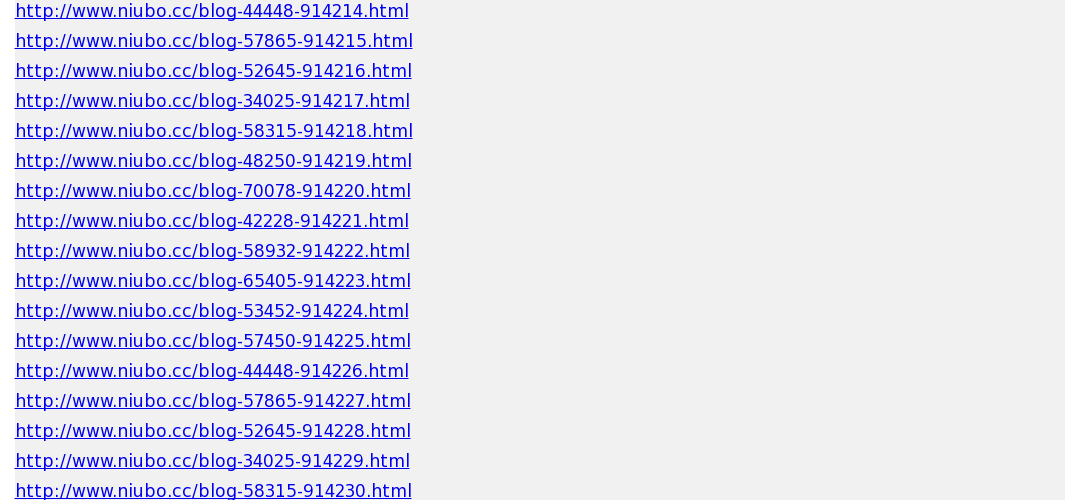 http://www.niubo.cc/blog-44448-914214.html
http://www.niubo.cc/blog-57865-914215.html
http://www.niubo.cc/blog-52645-914216.html
http://www.niubo.cc/blog-34025-914217.html
http://www.niubo.cc/blog-58315-914218.html
http://www.niubo.cc/blog-48250-914219.html
http://www.niubo.cc/blog-70078-914220.html
http://www.niubo.cc/blog-42228-914221.html
http://www.niubo.cc/blog-58932-914222.html
http://www.niubo.cc/blog-65405-914223.html
http://www.niubo.cc/blog-53452-914224.html
http://www.niubo.cc/blog-57450-914225.html
http://www.niubo.cc/blog-44448-914226.html
http://www.niubo.cc/blog-57865-914227.html
http://www.niubo.cc/blog-52645-914228.html
http://www.niubo.cc/blog-34025-914229.html
http://www.niubo.cc/blog-58315-914230.html